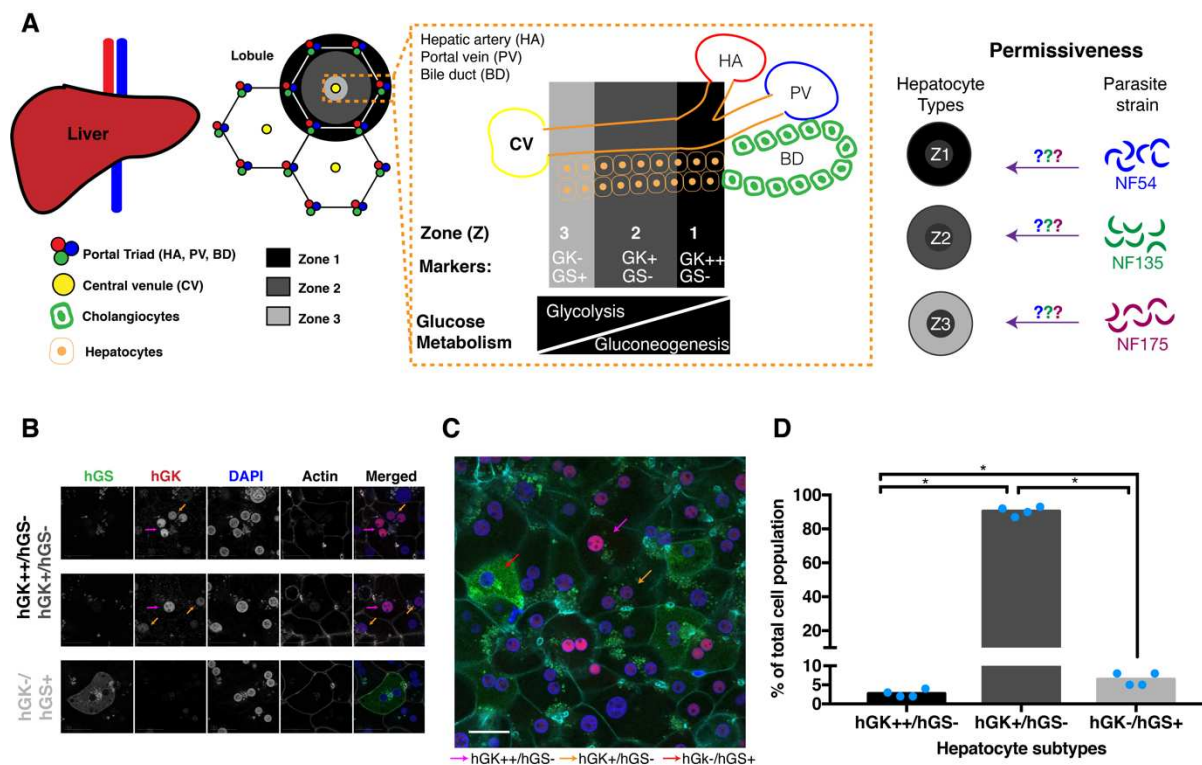 A
Liver
Lobule
Portal Triad (HA, PV, BD)
Central venule (CV)
Cholangiocytes
Hepatocytes
Zone 1
Zone 2
Zone 3
Hepatic artery (HA)
Portal vein (PV)
Bile duct (BD)
HA
PV
CV
BD
Zone (Z)
3 2 1
Markers:
GK- GK+ GK++
GS+ GS- GS-
Glucose
Metabolism
Glycolysis
Gluconeogenesis
Permissiveness
Hepatocyte
Types
Parasite
strain
Z1
???
NF54
Z2
???
NF135
Z3
???
NF175
B
hGS hGK DAPI Actin Merged
hGK++/hGS-
hGK+/hGS-
hGK-/
hGS+
C
hGK++/hGS- hGK+/hGS- hGk-/hGS+
D
% of total cell population
100
80
60
40
20
10
5
0
* * *
hGK++/hGS- hGK+/hGS- hGK-/hGS+
Hepatocyte subtypes